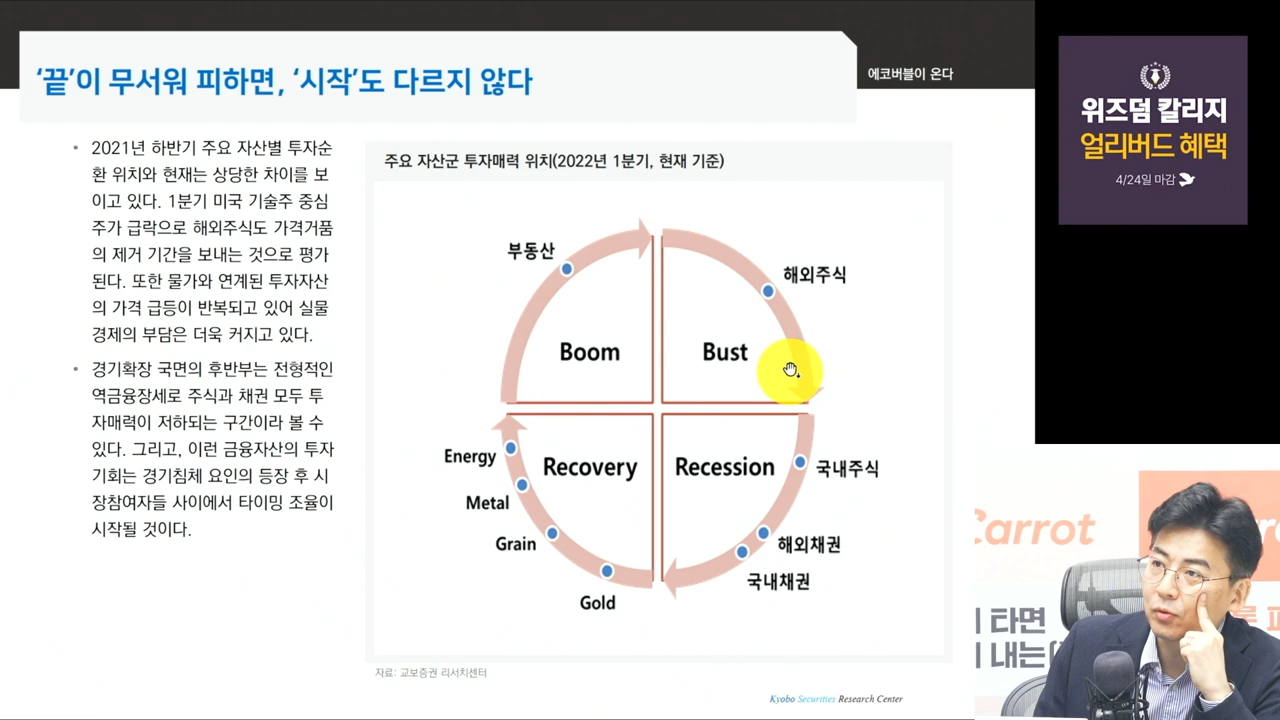 ‘끝’이 무서워 피하면, ‘시작’도 다르지 않다
에코버블이 온다
• 2021년 하반기 주요 자산별 투자순
환 위치와 현재는 상당한 차이를 보
이고 있다. 1분기 미국 기술주 중심
주가 급락으로 해외주식도 가격거품
의 제거 기간을 보내는 것으로 평가
된다. 또한 물가와 연계된 투자자산
의 가격 급등이 반복되고 있어 실물
경제의 부담은 더욱 커지고 있다.
• 경기확장 국면의 후반부는 전형적인
역금융장세로 주식과 채권 모두 투
자매력이 저하되는 구간이라 볼 수
있다. 그리고, 이런 금융자산의 투자
기회는 경기침체 요인의 등장 후 시
장참여자들 사이에서 타이밍 조율이
시작될 것이다.
주요 자산군 투자매력 위치(2022년 1분기, 현재 기준)
부동산
해외주식
Boom
Bust
Energy
Recovery
Recession
국내주식
Metal
Grain
해외채권
국내채권
Gold
자료: 교보증권 리서치센터
Kyobo Securities Research Center
위즈덤 칼리지
얼리버드 혜택
4/24일 마감
Carrot
타면
내는